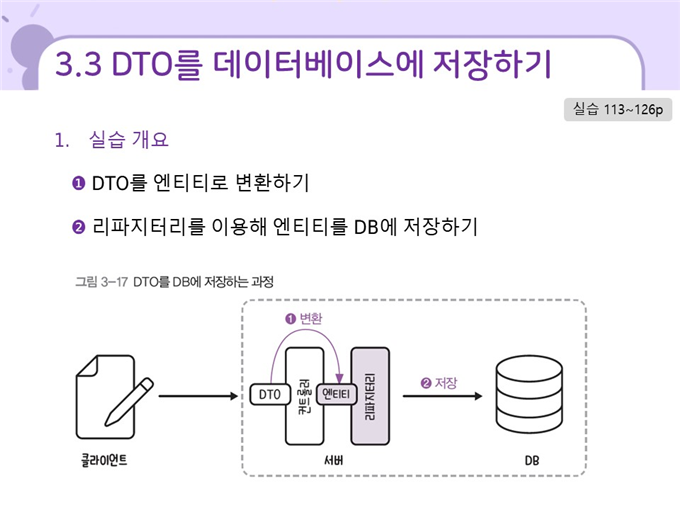 3.3 DTO를 데이터베이스에 저장하기
실습 113~126p
1. 실습 개요
❶ DTO를 엔티티로 변환하기
❷ 리파지터리를 이용해 엔티티를 DB에 저장하기
그림 3-17 DTO를 DB에 저장하는 과정
❶ 변환
DTO
컨트롤러
엔티티
리파지터리
❷ 저장
클라이언트
서버
DB